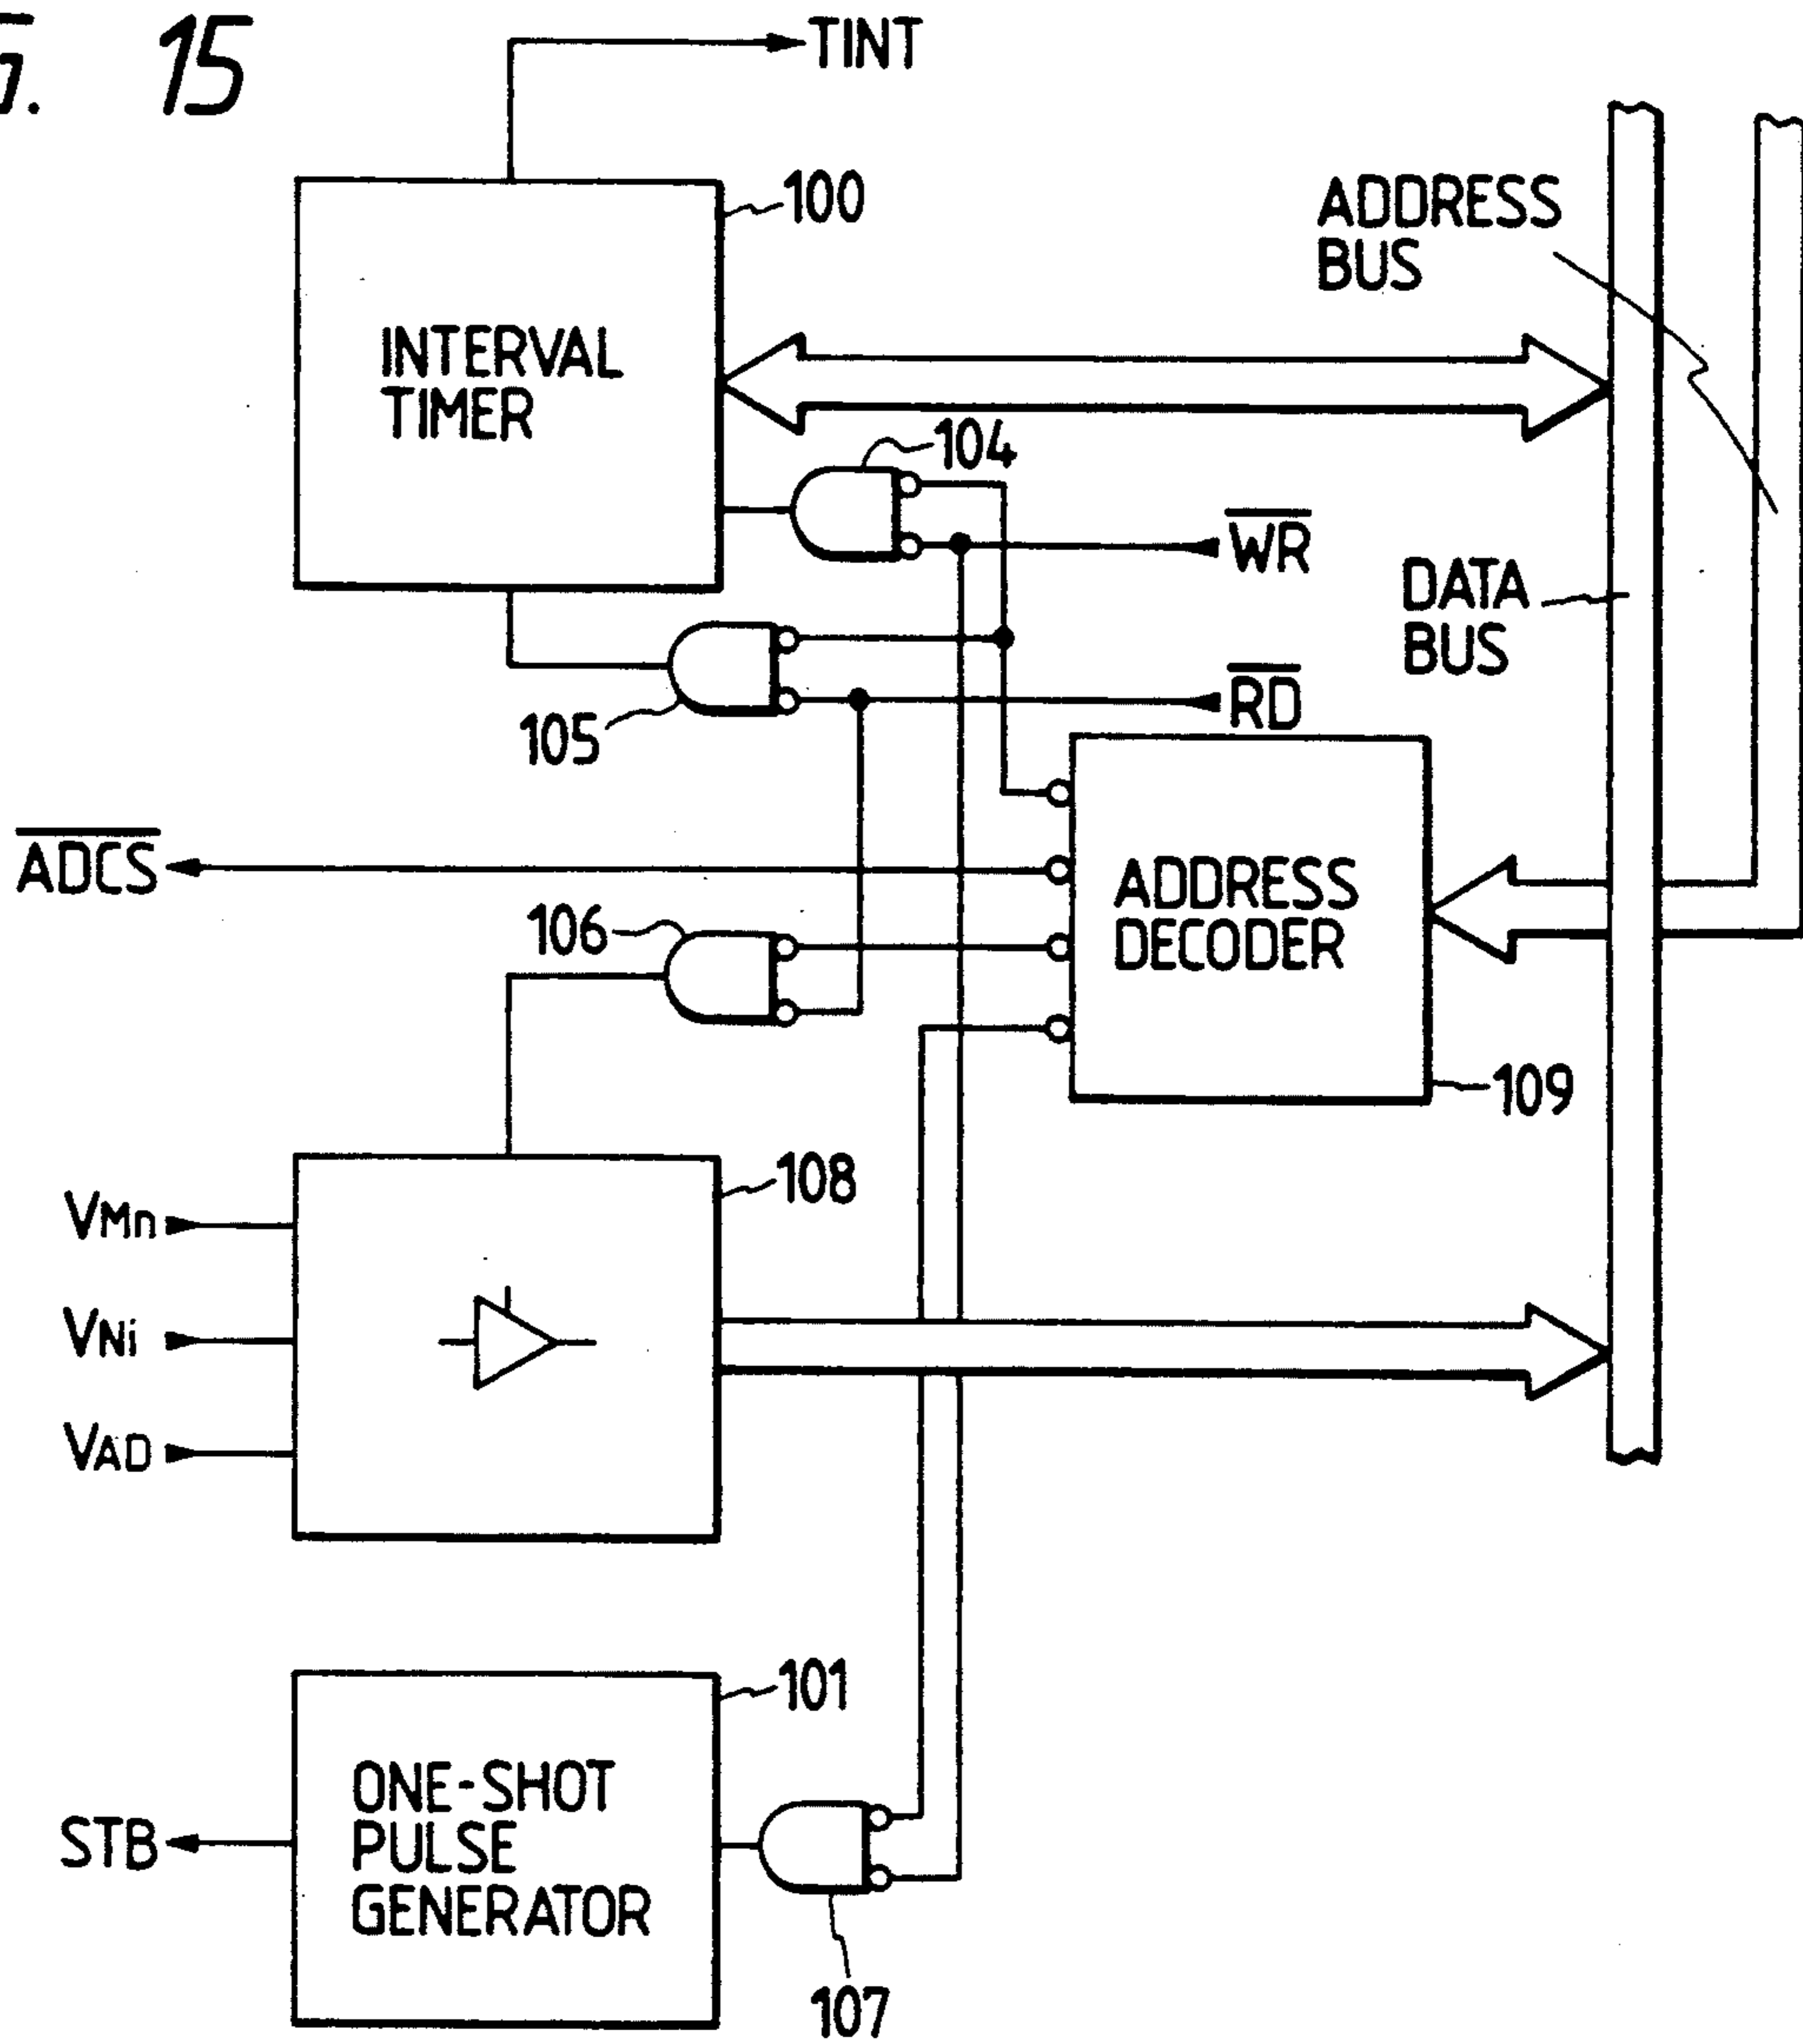 G. 15
TINT
100
ADDRESS
BUS
INTERVAL
TIMER
104
WR
DATA
BUS
105
RD
ADCS
106
ADDRESS
DECODER
109
108
VMn
VNi
VAD
101
ONE-SHOT
PULSE
GENERATOR
STB
107